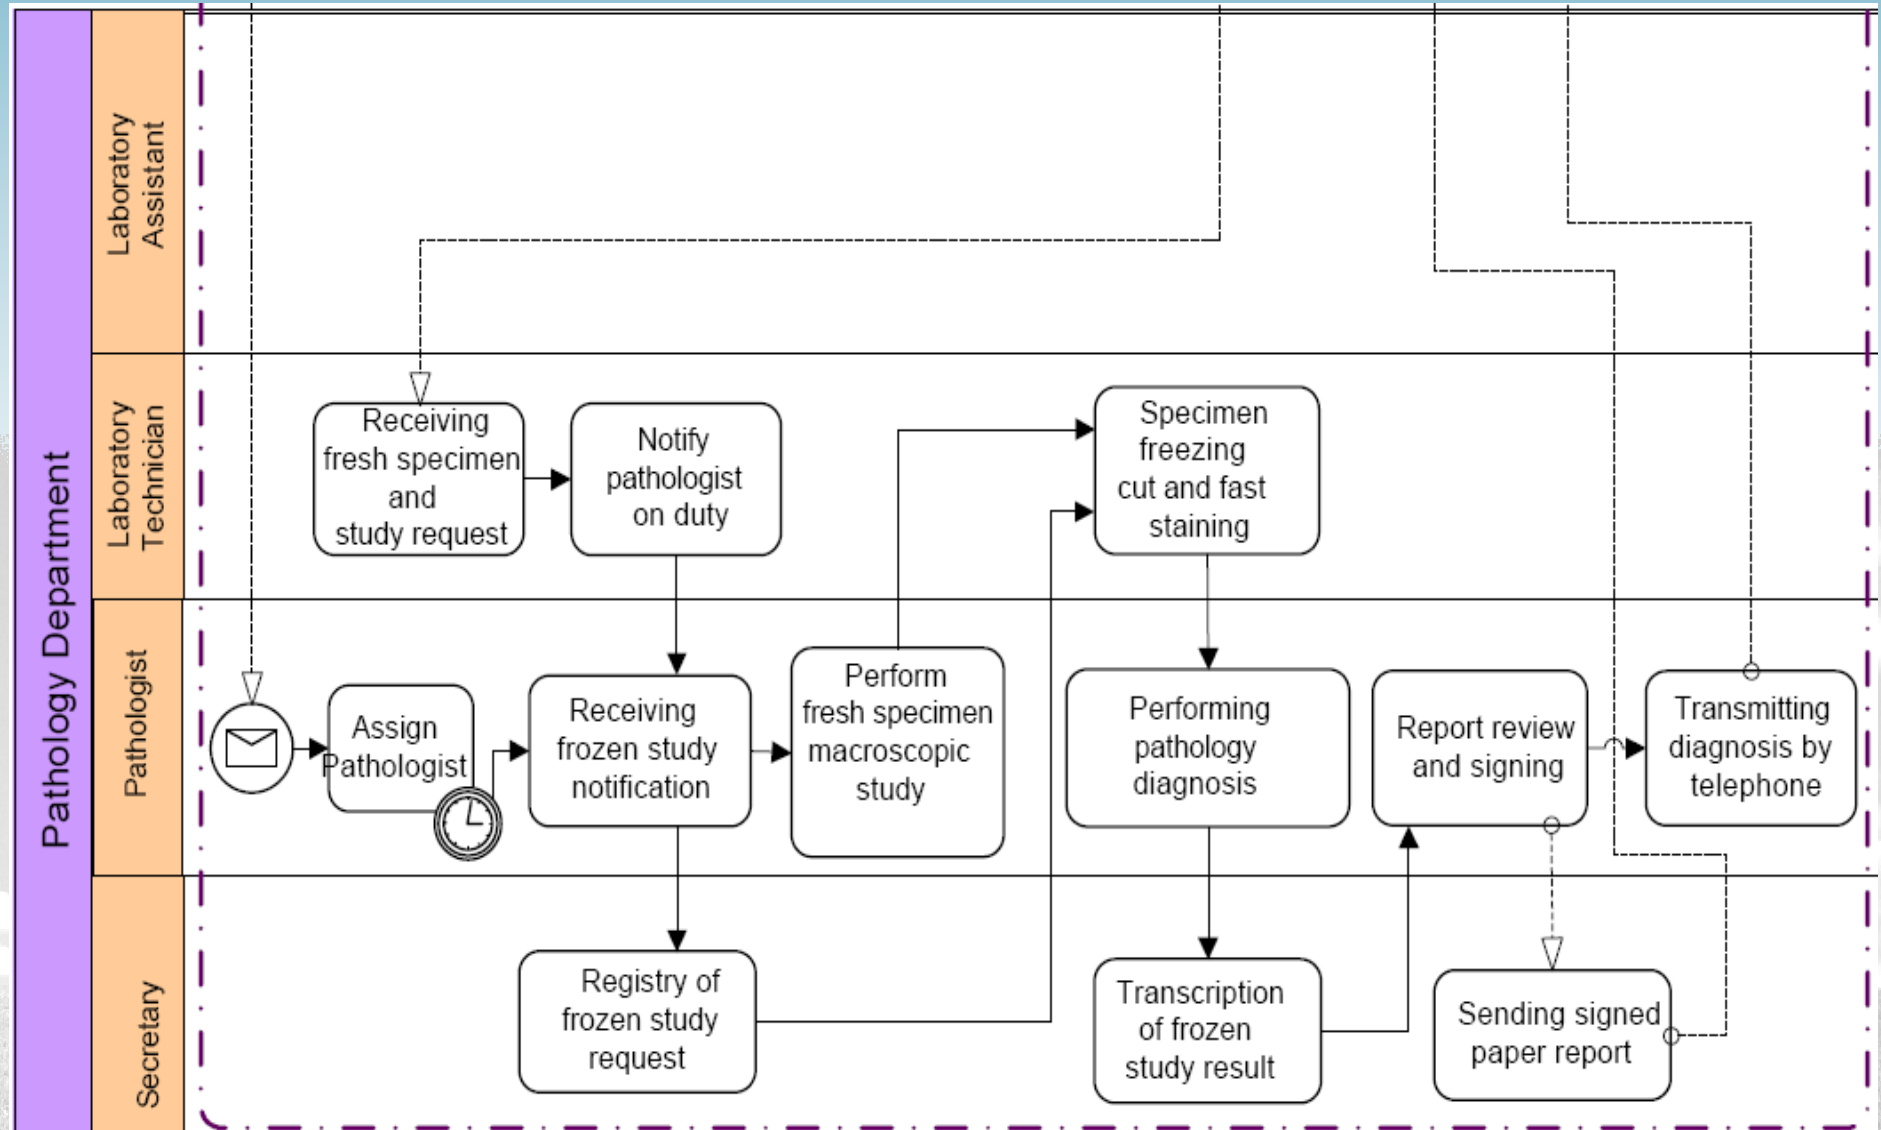 Pathology Department
Laboratory
Assistant
Laboratory
Technician
Receiving
fresh specimen
and
study request
Notify
pathologist
on duty
Specimen
freezing
cut and fast
staining
Pathologist
Assign
Pathologist
Receiving
frozen study
notification
Perform
fresh specimen
macroscopic
study
Performing
pathology
diagnosis
Report review
and signing
Transmitting
diagnosis by
telephone
Secretary
Registry of
frozen study
request
Transcription
of frozen
study result
Sending signed
paper report